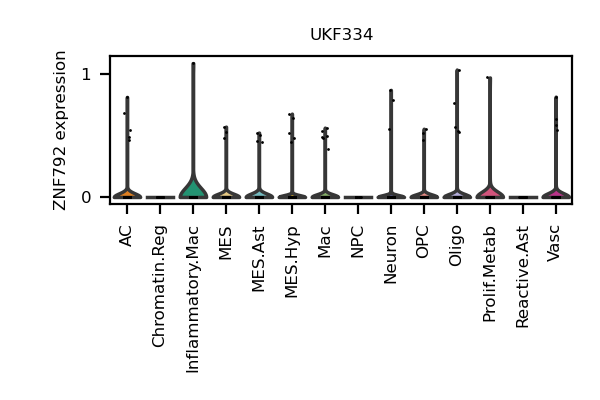 UKF334
ZNF792 expression
1
0
AC
Chromatin.Reg
Inflammatory.Mac
MES
MES.Ast
MES.Hyp
Mac
NPC
Neuron
OPC
Oligo
Prolif.Metab
Reactive.Ast
Vasc